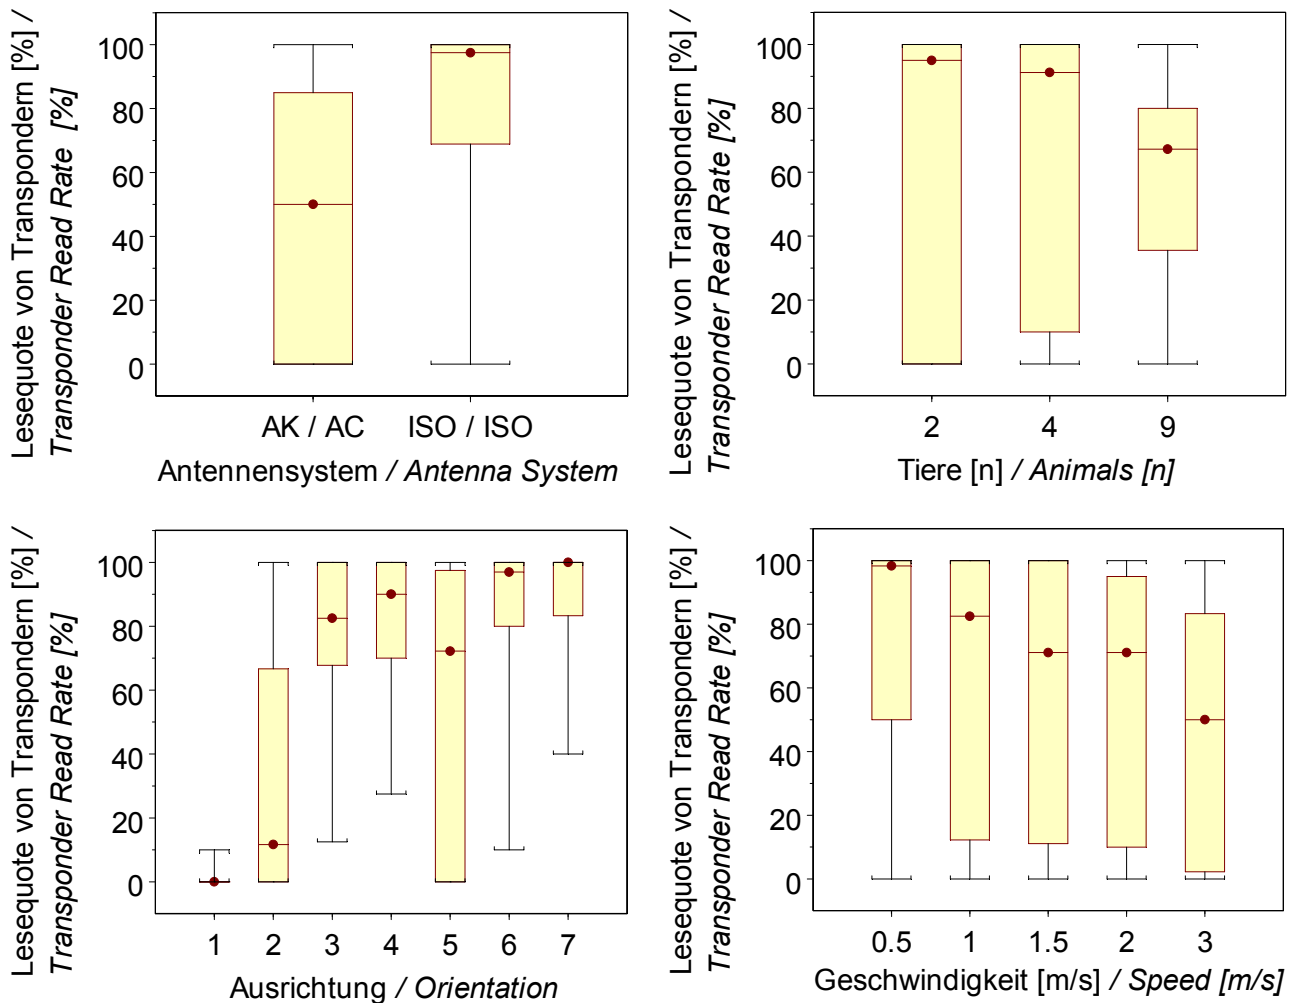 Lesequote von Transpondern [%] /
Transponder Read Rate [%]
100
80
60
40
20
0
AK / AC
ISO / ISO
Antennensystem / Antenna System
Lesequote von Transpondern [%] /
Transponder Read Rate [%]
100
80
60
40
20
0
2
4
9
Tiere [n] / Animals [n]
Lesequote von Transpondern [%] /
Transponder Read Rate [%]
100
80
60
40
20
0
1
2
3
4
5
6
7
Ausrichtung / Orientation
Lesequote von Transpondern [%] /
Transponder Read Rate [%]
100
80
60
40
20
0
0.5
1
1.5
2
3
Geschwindigkeit [m/s] / Speed [m/s]